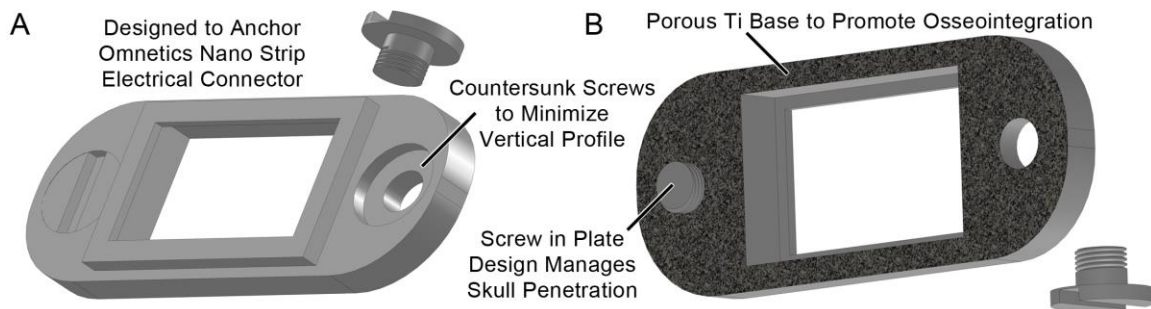 A
Designed to Anchor
Omnetics Nano Strip
Electrical Connector
Countersunk Screws
to Minimize
Vertical Profile
B
Porous Ti Base to Promote Osseointegration
Screw in Plate
Design Manages
Skull Penetration